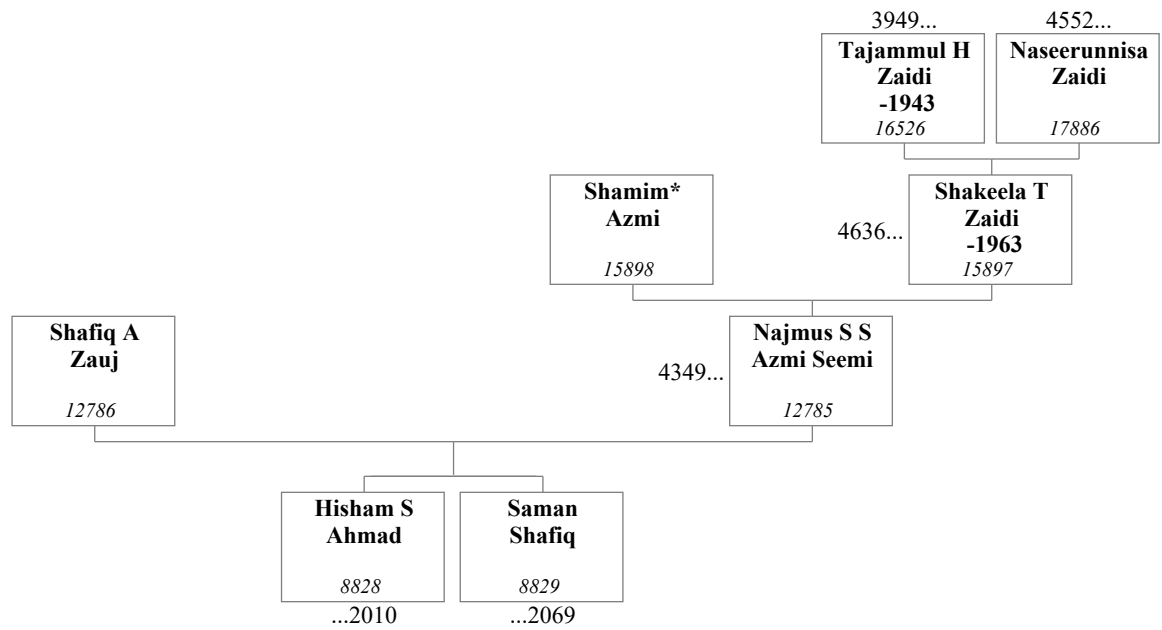 3949...
4552...
Tajammul H
Zaidi
-1943
16526
Naseerunnisa
Zaidi
17886
Shamim*
Azmi
15898
4636...
Shakeela T
Zaidi
-1963
15897
Shafiq A
Zauj
12786
4349...
Najmus S S
Azmi Seemi
12785
Hisham S
Ahmad
8828
...2010
Saman
Shafiq
8829
...2069